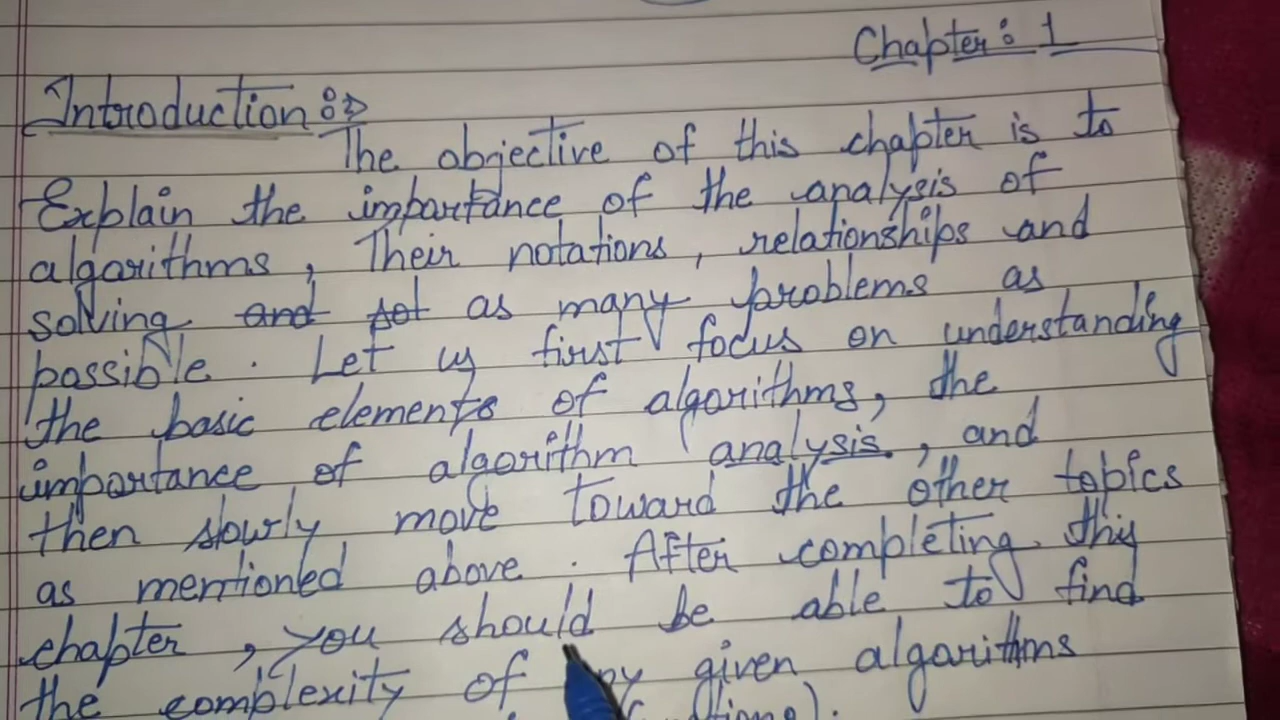 Chapter: 1
Introduction :⇒
The objective of this chapter is to
Explain the importance of the analysis of
algorithms, Their notations, relationships and
solving and set as many problems as
possible. Let us first focus on understanding
the basic elements of algorithms, the
importance of algorithm analysis, and
then slowly move toward the other topics
as mentioned above. After completing this
chapter, you should be able to find
the complexity of given algorithms